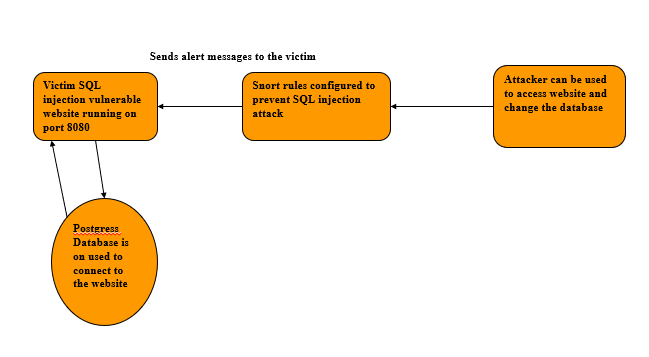 Sends alert messages to the victim
Victim SQL
injection vulnerable
website running on
port 8080
Snort rules configured to
prevent SQL injection
attack
Attacker can be used
to access website and
change the database
Postgress
Database is
on used to
connect to
the website